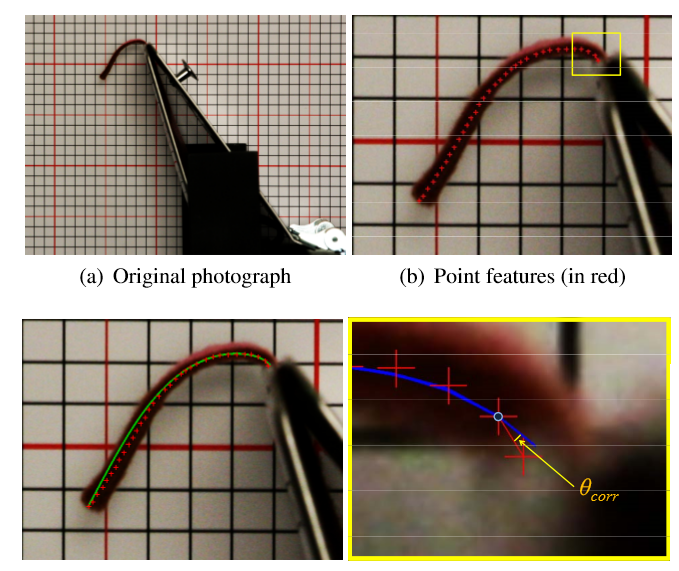 (a) Original photograph
(b) Point features (in red)
θcorr